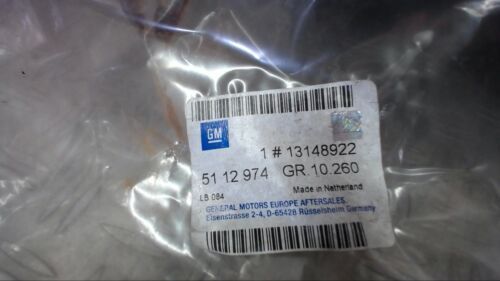 GM
1 # 13148922
51 12 974 GR.10.260
LB 084 Made in Netherland
GENERAL MOTORS EUROPE AFTERSALES,
Eisenstrasse 2-4, D-65428 Rüsselsheim Germany